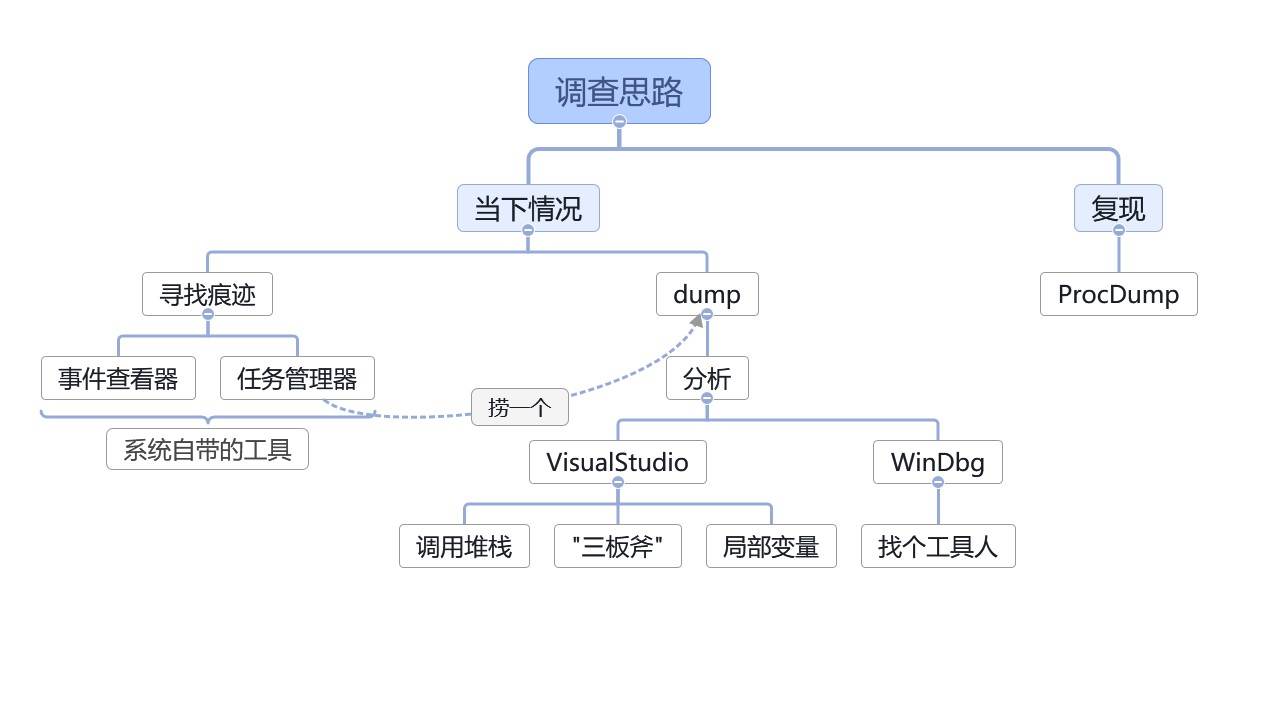 调查思路
当下情况
复现
寻找痕迹
dump
ProcDump
事件查看器
任务管理器
分析
捞一个
系统自带的工具
VisualStudio
WinDbg
调用堆栈
"三板斧"
局部变量
找个工具人